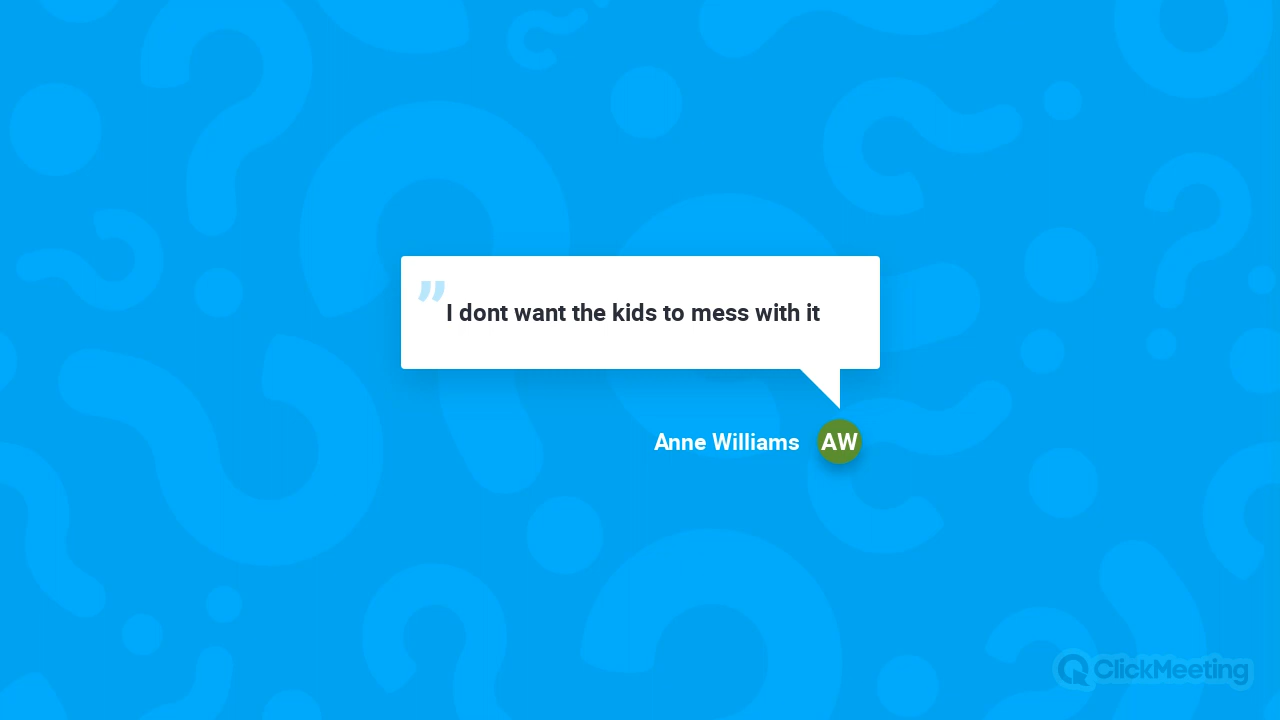 ”
I dont want the kids to mess with it
Anne Williams
AW
ClickMeeting